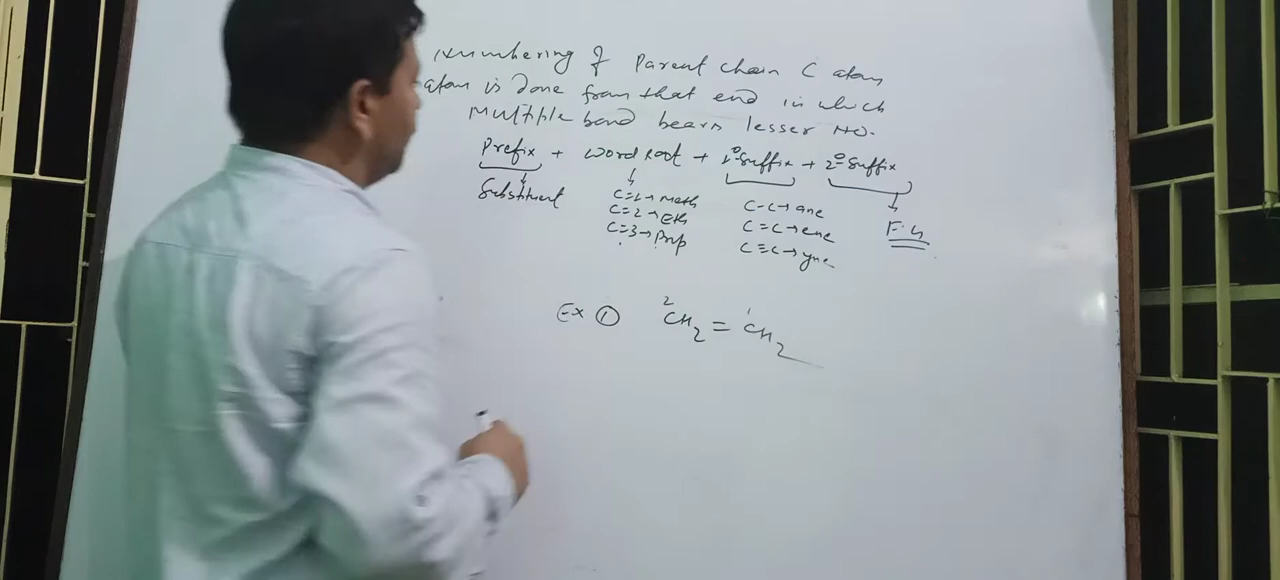 Numbering of Parent chain C atom
atom is done from that end in which
Multiple bond bears lesser No.
Prefix + Word Root + 1° Suffix + 2° Suffix
Substituent
C=1→Meth
C=2→Eth
C=3→Prop
C-C→ane
C=C→ene
C≡C→yne
F.G
Ex ① ²CH₂ = ¹CH₂